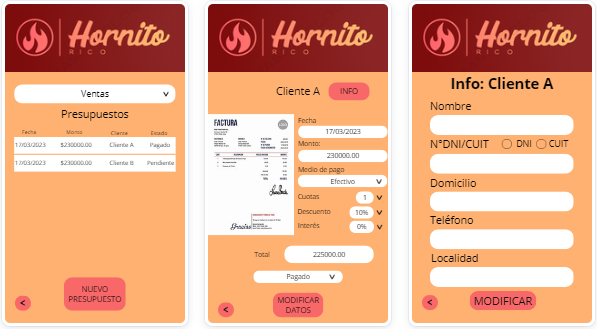 Hornito
RICO
Ventas
Presupuestos
Fecha Monto Cliente Estado
17/03/2023 $230000.00 Cliente A Pagado
17/03/2023 $230000.00 Cliente B Pendiente
NUEVO
PRESUPUESTO
<
Hornito
RICO
Cliente A INFO
FACTURA
Fecha
17/03/2023
Monto:
230000.00
Medio de pago
Efectivo
Cuotas 1
Descuento 10%
Interés 0%
Gracias
Total 225000.00
Pagado
MODIFICAR
DATOS
<
Hornito
RICO
Info: Cliente A
Nombre
N°DNI/CUIT DNI CUIT
Domicilio
Teléfono
Localidad
MODIFICAR
<